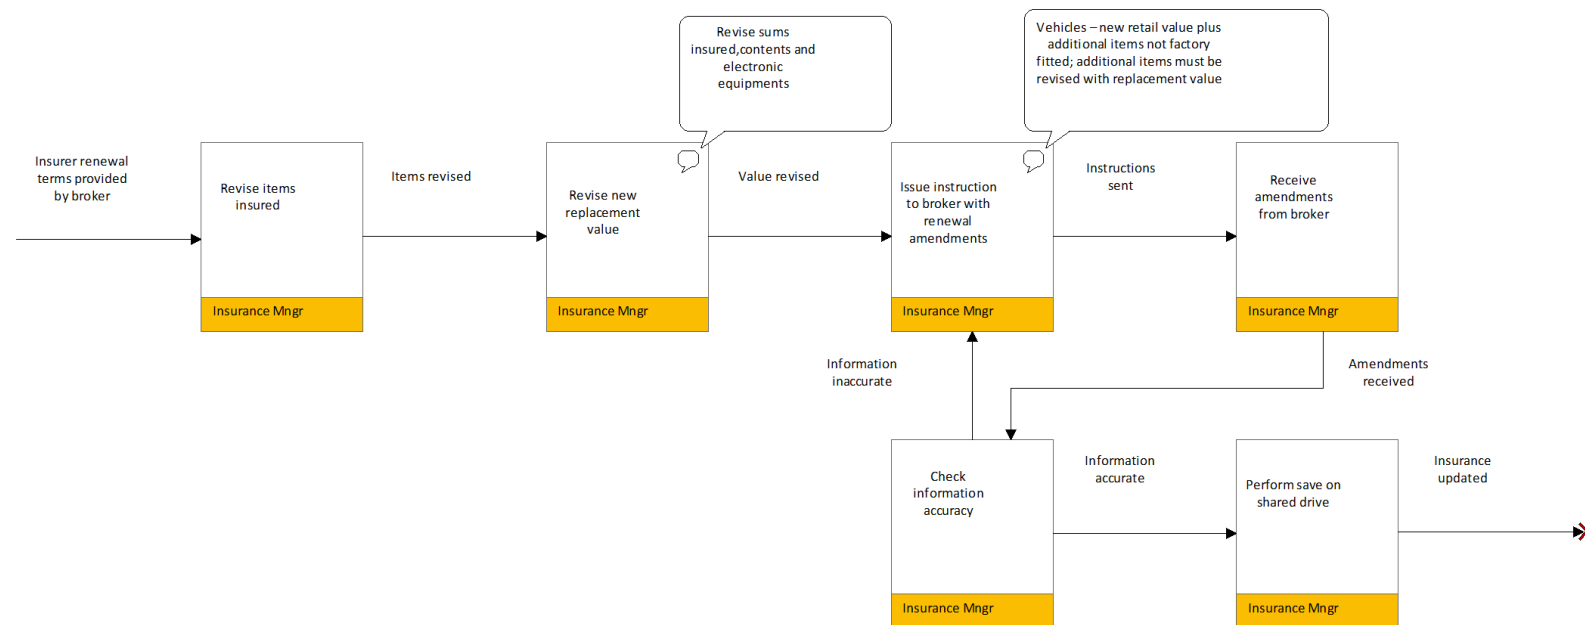 Revise sums
insured,contents and
electronic
equipments
Vehicles – new retail value plus
additional items not factory
fitted; additional items must be
revised with replacement value
Insurer renewal
terms provided
by broker
Revise items
insured
Insurance Mngr
Items revised
Revise new
replacement
value
Insurance Mngr
Value revised
Issue instruction
to broker with
renewal
amendments
Insurance Mngr
Instructions
sent
Receive
amendments
from broker
Insurance Mngr
Information
inaccurate
Amendments
received
Check
information
accuracy
Insurance Mngr
Information
accurate
Perform save on
shared drive
Insurance Mngr
Insurance
updated